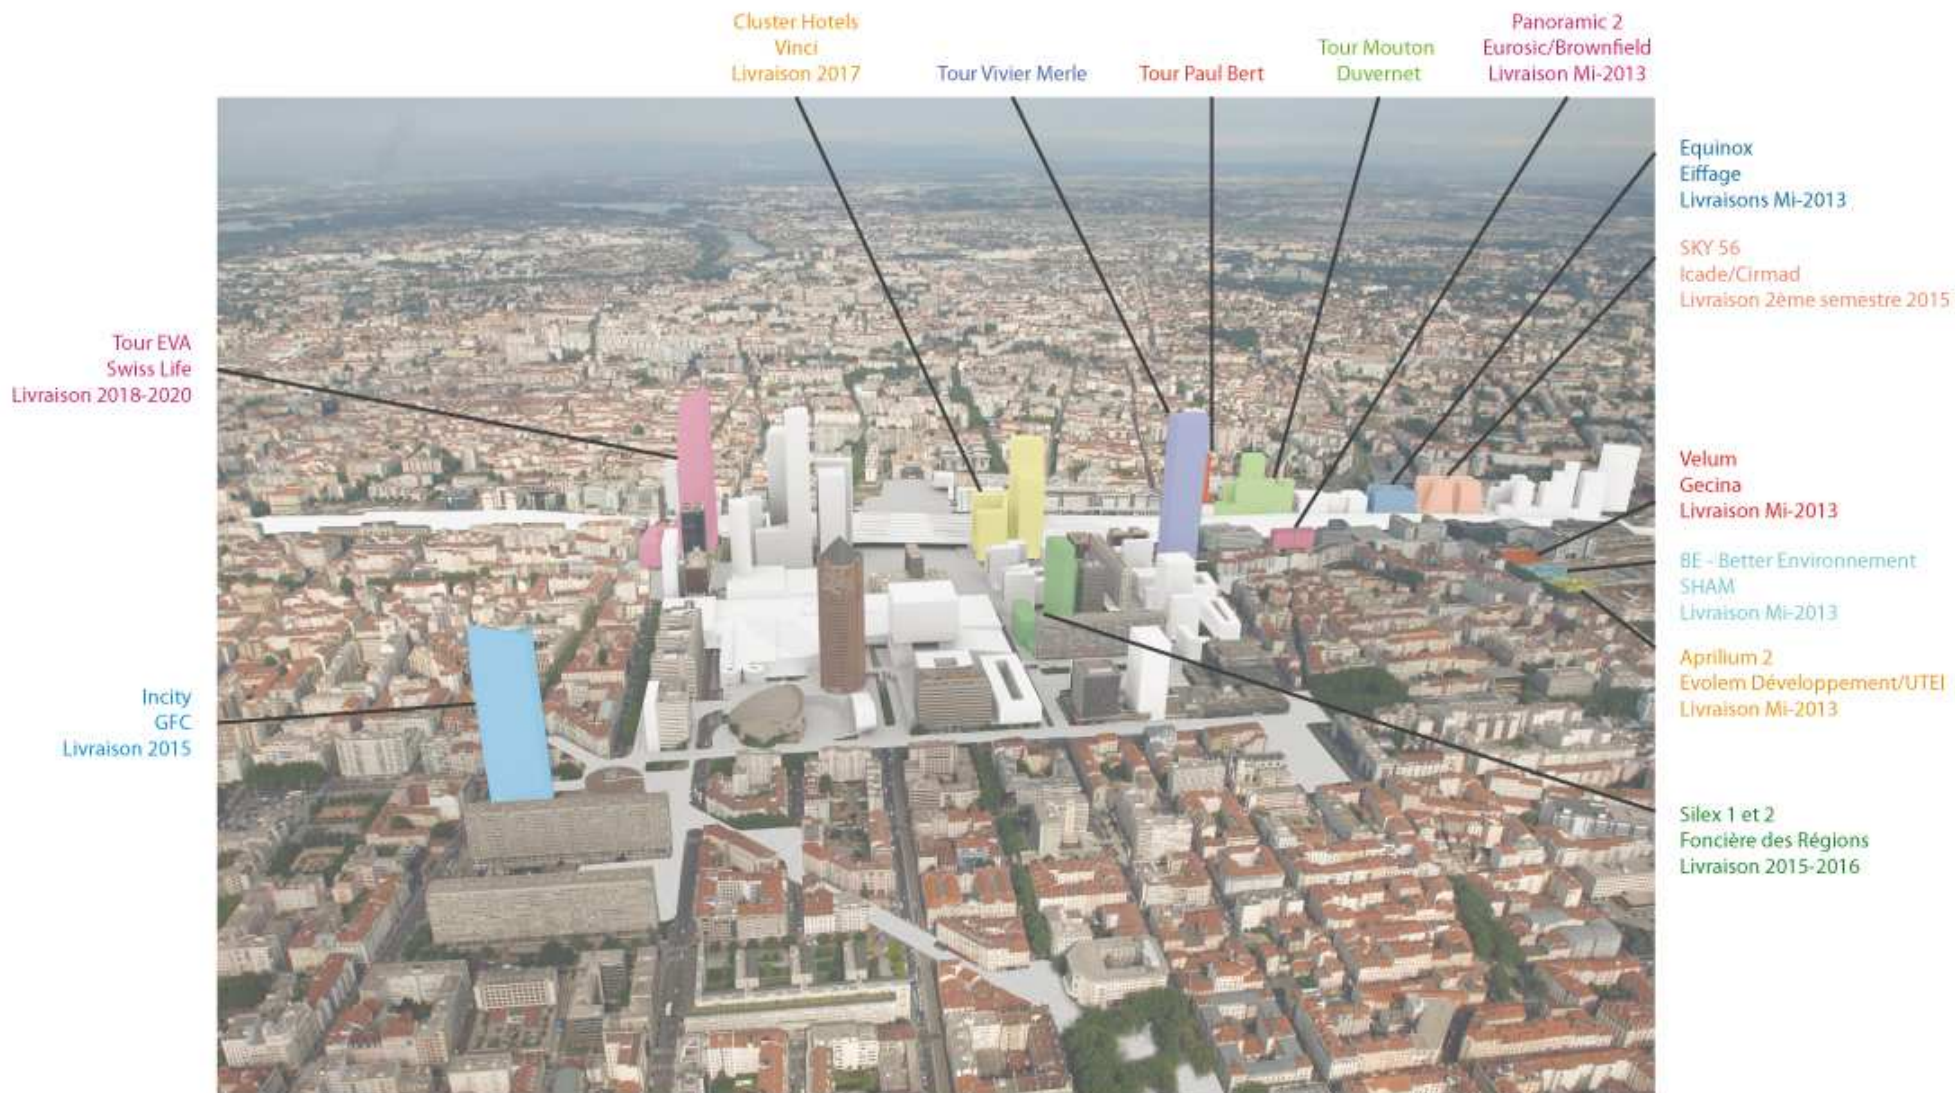 Cluster Hotels
Vinci
Livraison 2017
Tour Vivier Merle
Tour Paul Bert
Tour Mouton
Duvernet
Panoramic 2
Eurosic/Brownfield
Livraison Mi-2013
Equinox
Eiffage
Livraisons Mi-2013
SKY 56
Icade/Cirmad
Livraison 2ème semestre 2015
Tour EVA
Swiss Life
Livraison 2018-2020
Velum
Gecina
Livraison Mi-2013
BE - Better Environnement
SHAM
Livraison Mi-2013
Aprilium 2
Evolem Développement/UTEI
Livraison Mi-2013
Incity
GFC
Livraison 2015
Silex 1 et 2
Foncière des Régions
Livraison 2015-2016